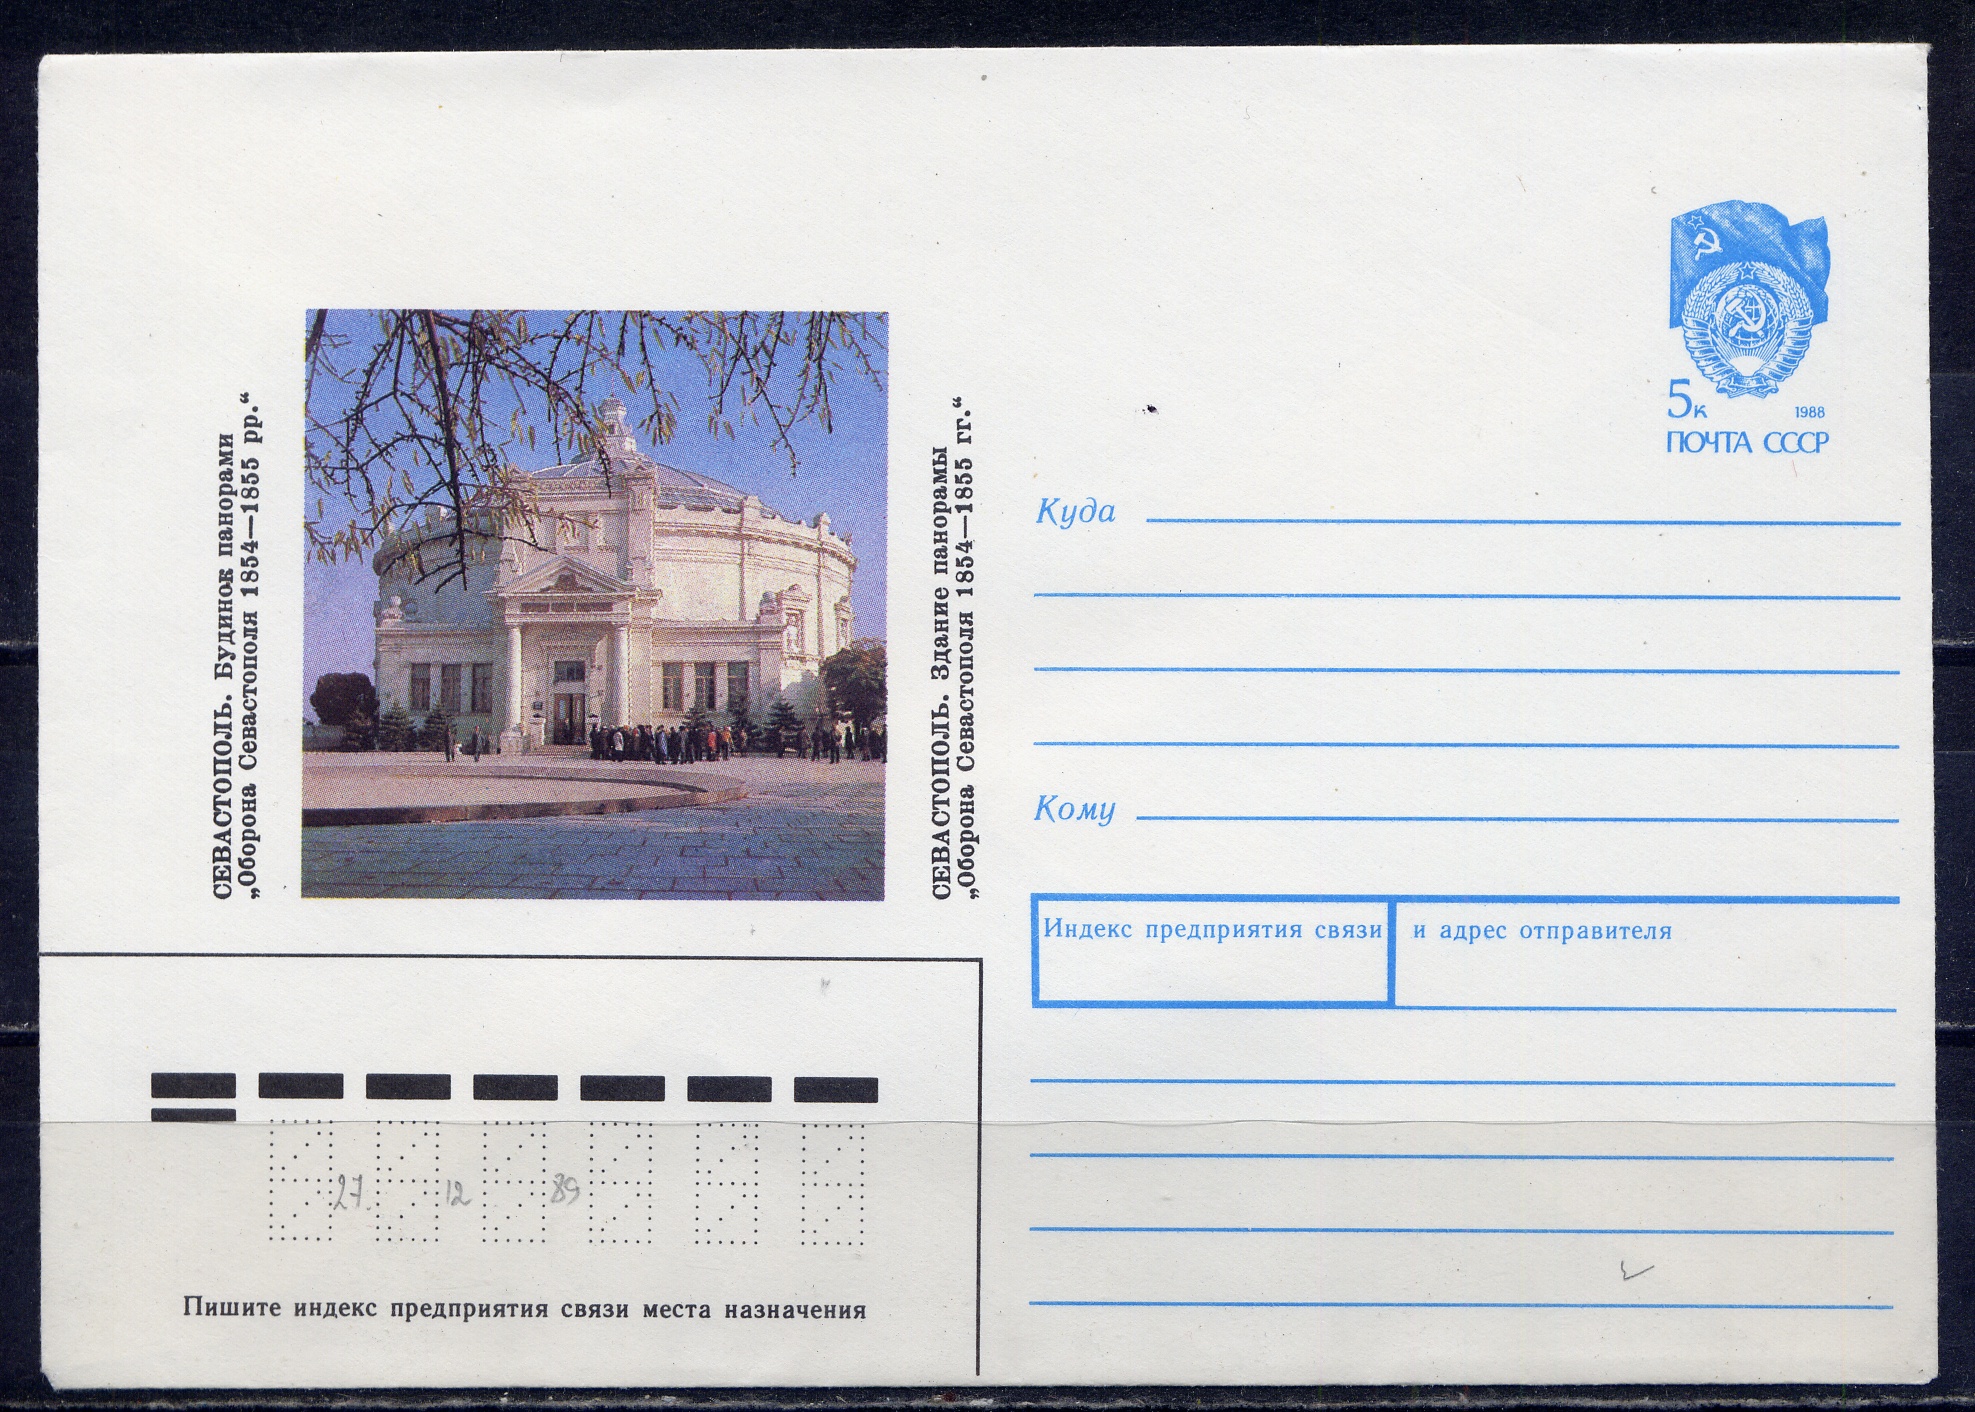 СЕВАСТОПОЛЬ. Будинок панорами
„Оборона Севастополя 1854—1855 рр.“
СЕВАСТОПОЛЬ. Здание панорамы
„Оборона Севастополя 1854—1855 гг.“
5к
1988
ПОЧТА СССР
Куда
Кому
Индекс предприятия связи
и адрес отправителя
27. 12 89
Пишите индекс предприятия связи места назначения